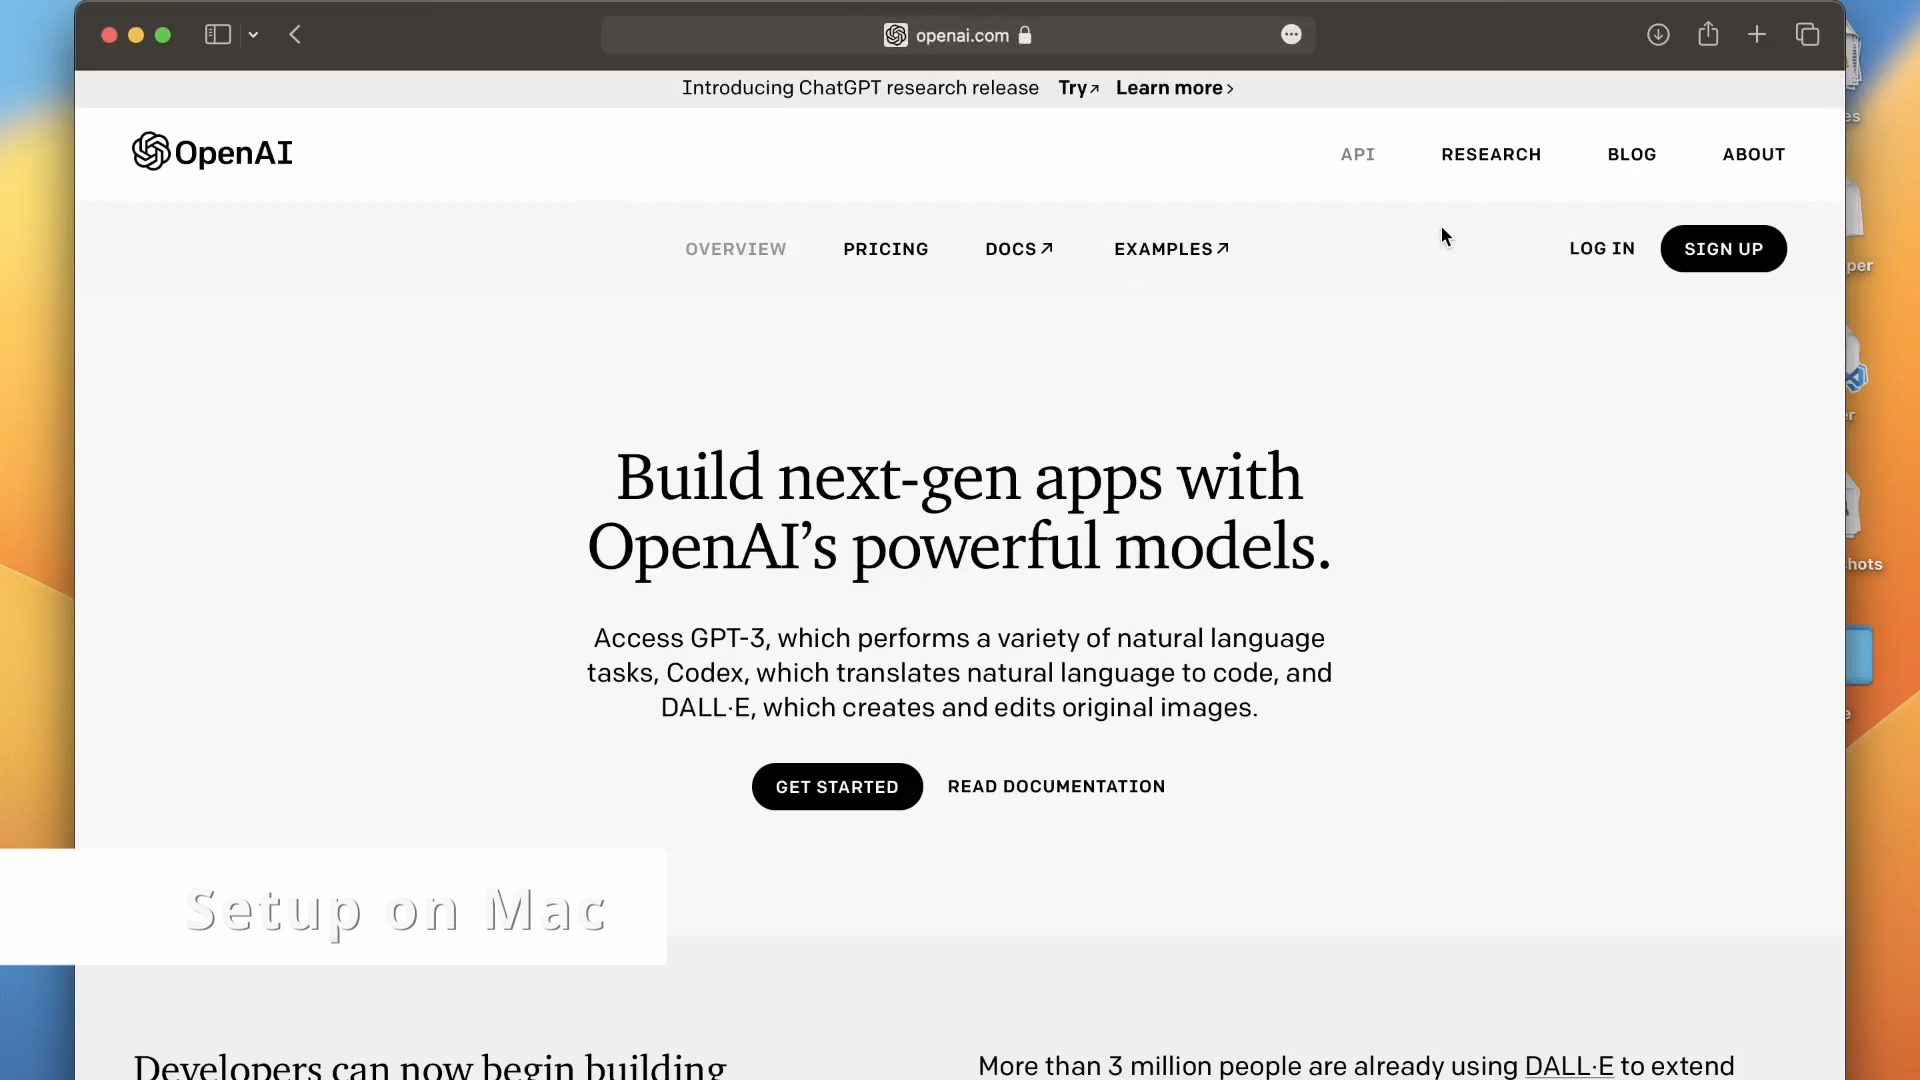 openai.com
Introducing ChatGPT research release Try↗ Learn more ›
OpenAI
API RESEARCH BLOG ABOUT
OVERVIEW PRICING DOCS↗ EXAMPLES↗ LOG IN SIGN UP
Build next-gen apps with
OpenAI’s powerful models.
Access GPT-3, which performs a variety of natural language
tasks, Codex, which translates natural language to code, and
DALL·E, which creates and edits original images.
GET STARTED READ DOCUMENTATION
Setup on Mac
Developers can now begin building
More than 3 million people are already using DALL·E to extend